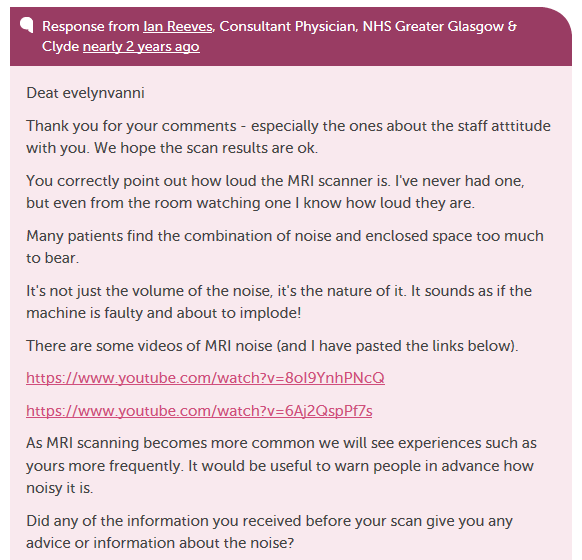 Response from Ian Reeves, Consultant Physician, NHS Greater Glasgow &
Clyde nearly 2 years ago
Deat evelynvanni
Thank you for your comments - especially the ones about the staff atttitude
with you. We hope the scan results are ok.
You correctly point out how loud the MRI scanner is. I've never had one,
but even from the room watching one I know how loud they are.
Many patients find the combination of noise and enclosed space too much
to bear.
It's not just the volume of the noise, it's the nature of it. It sounds as if the
machine is faulty and about to implode!
There are some videos of MRI noise (and I have pasted the links below).
https://www.youtube.com/watch?v=8oI9YnhPNcQ
https://www.youtube.com/watch?v=6Aj2QspPf7s
As MRI scanning becomes more common we will see experiences such as
yours more frequently. It would be useful to warn people in advance how
noisy it is.
Did any of the information you received before your scan give you any
advice or information about the noise?